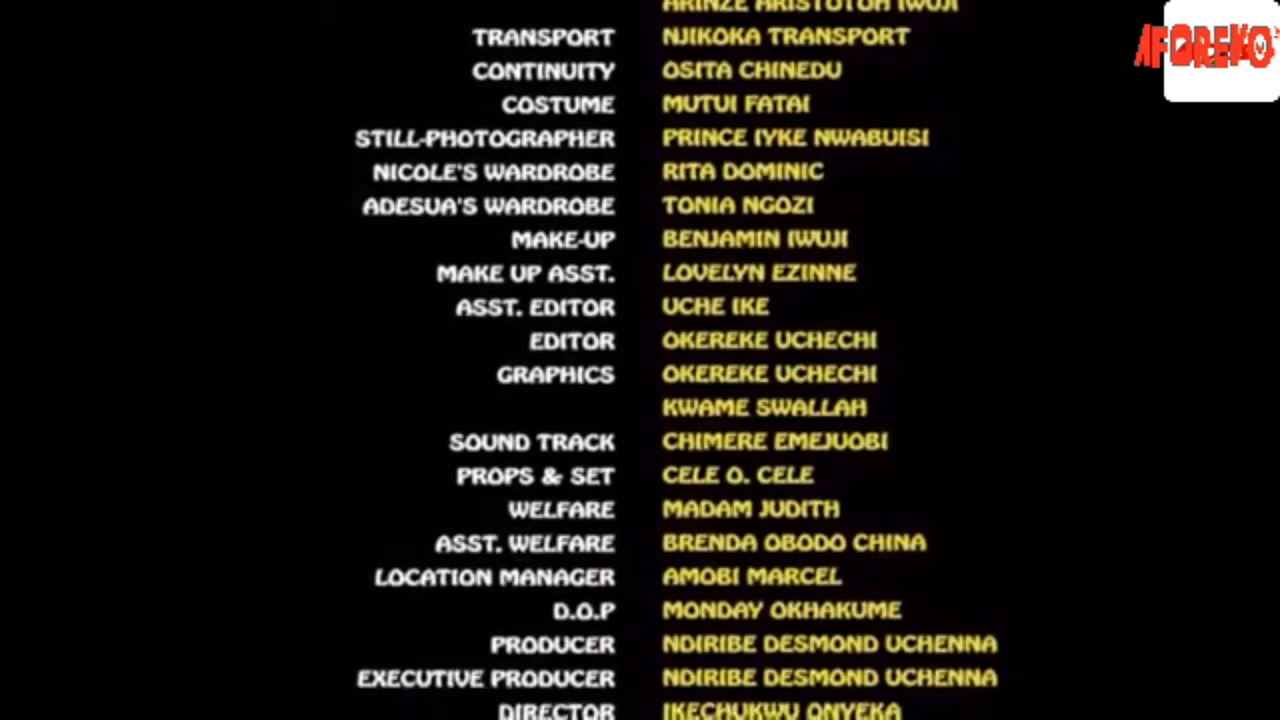 ARINZE ARISTOTOH IWUJI
AFOREKO'S
TRANSPORT NJIKOKA TRANSPORT
CONTINUITY OSITA CHINEDU
COSTUME MUTUI FATAI
STILL-PHOTOGRAPHER PRINCE IYKE NWABUISI
NICOLE'S WARDROBE RITA DOMINIC
ADESUA'S WARDROBE TONIA NGOZI
MAKE-UP BENJAMIN IWUJI
MAKE UP ASST. LOVELYN EZINNE
ASST. EDITOR UCHE IKE
EDITOR OKEREKE UCHECHI
GRAPHICS OKEREKE UCHECHI
KWAME SWALLAH
SOUND TRACK CHIMERE EMEJUOBI
PROPS & SET CELE O. CELE
WELFARE MADAM JUDITH
ASST. WELFARE BRENDA OBODO CHINA
LOCATION MANAGER AMOBI MARCEL
D.O.P MONDAY OKHAKUME
PRODUCER NDIRIBE DESMOND UCHENNA
EXECUTIVE PRODUCER NDIRIBE DESMOND UCHENNA
DIRECTOR IKECHUKWU ONYEKA